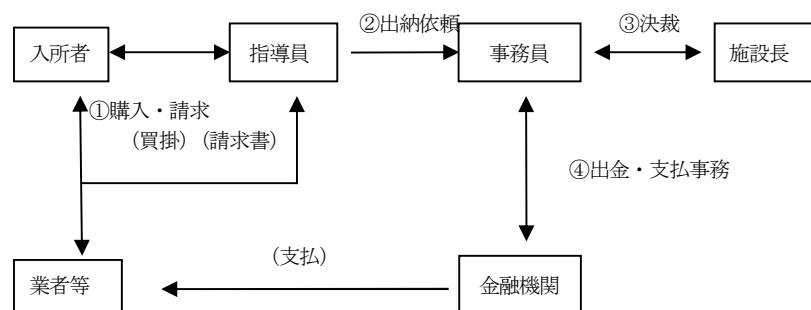 ②出納依頼
③決裁
入所者
指導員
事務員
施設長
①購入・請求
（買掛）（請求書）
④出金・支払事務
（支払）
業者等
金融機関